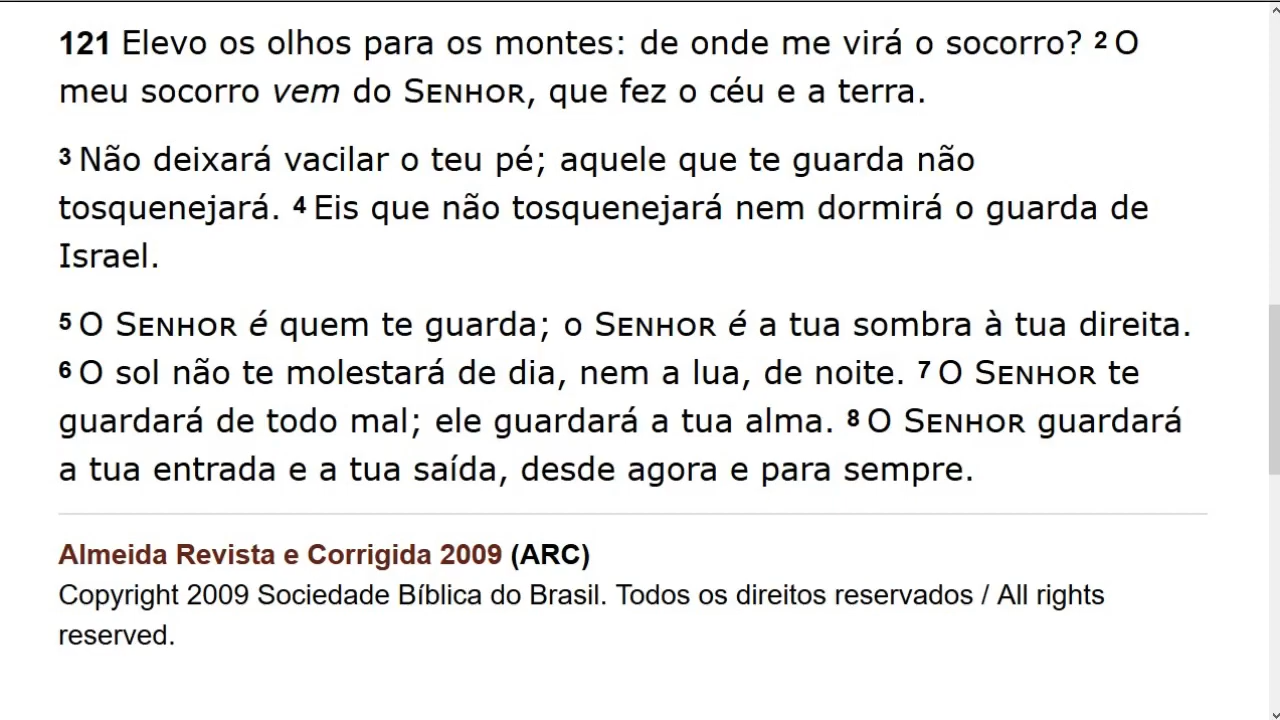 121 Elevo os olhos para os montes: de onde me virá o socorro? 2 O
meu socorro vem do SENHOR, que fez o céu e a terra.
3 Não deixará vacilar o teu pé; aquele que te guarda não
tosquenejará. 4 Eis que não tosquenejará nem dormirá o guarda de
Israel.
5 O SENHOR é quem te guarda; o SENHOR é a tua sombra à tua direita.
6 O sol não te molestará de dia, nem a lua, de noite. 7 O SENHOR te
guardará de todo mal; ele guardará a tua alma. 8 O SENHOR guardará
a tua entrada e a tua saída, desde agora e para sempre.
Almeida Revista e Corrigida 2009 (ARC)
Copyright 2009 Sociedade Bíblica do Brasil. Todos os direitos reservados / All rights
reserved.